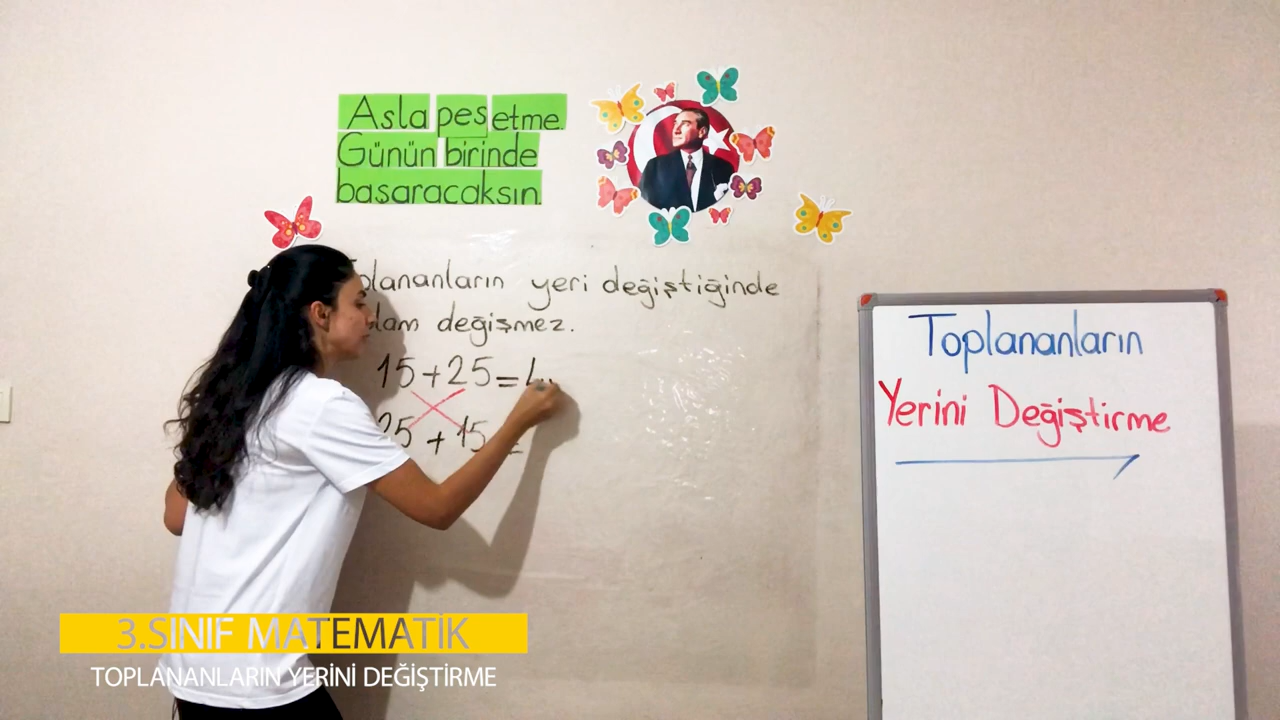 Asla pes etme.
Günün birinde
başaracaksın.
plananların yeri değiştiğinde
lam değişmez.
15+25=4
25+15=
Toplananların
Yerini Değiştirme
3.SINIF MATEMATİK
TOPLANANLARIN YERİNİ DEĞİŞTİRME